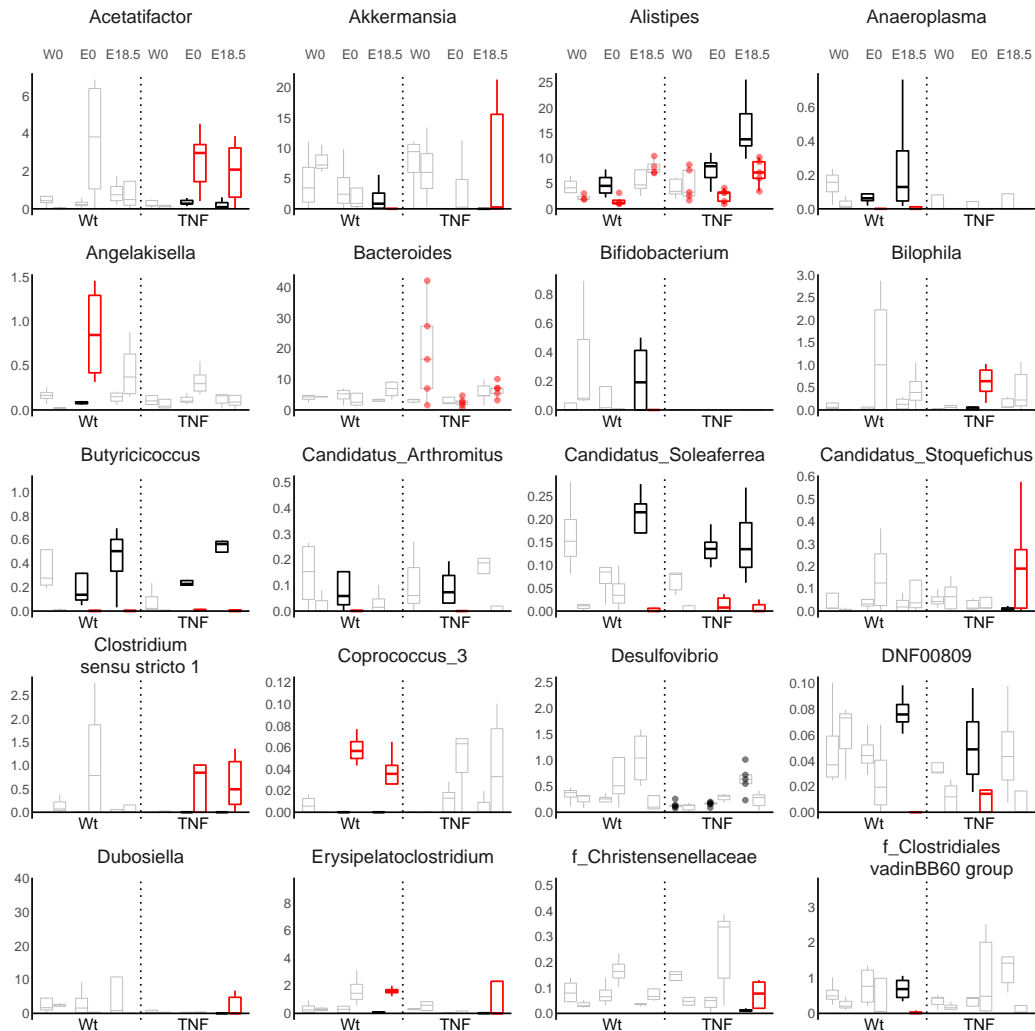 Acetatifactor Akkermansia Alistipes Anaeroplasma
W0 E0 E18.5 W0 E0 E18.5 W0 E0 E18.5 W0 E0 E18.5 W0 E0 E18.5 W0 E0 E18.5 W0 E0 E18.5 W0 E0 E18.5
6 4 2 0
20 15 10 5 0
25 20 15 10 5 0
0.6 0.4 0.2 0.0
Wt TNF Wt TNF Wt TNF Wt TNF
Angelakisella Bacteroides Bifidobacterium Bilophila
1.5 1.0 0.5 0.0
50 40 30 20 10 0
0.8 0.6 0.4 0.2 0.0
3.0 2.5 2.0 1.5 1.0 0.5 0.0
Wt TNF Wt TNF Wt TNF Wt TNF
Butyricicoccus Candidatus_Arthromitus Candidatus_Soleaferrea Candidatus_Stoquefichus
1.0 0.8 0.6 0.4 0.2 0.0
0.5 0.4 0.3 0.2 0.1 0.0
0.25 0.20 0.15 0.10 0.05 0.00
0.6 0.5 0.4 0.3 0.2 0.1 0.0
Wt TNF Wt TNF Wt TNF Wt TNF
Clostridium
sensu stricto 1 Coprococcus_3 Desulfovibrio DNF00809
2.5 2.0 1.5 1.0 0.5 0.0
0.12 0.10 0.08 0.06 0.04 0.02 0.00
2.5 2.0 1.5 1.0 0.5 0.0
0.10 0.08 0.06 0.04 0.02 0.00
Wt TNF Wt TNF Wt TNF Wt TNF
Dubosiella Erysipelatoclostridium f_Christensenellaceae f_Clostridiales
vadinBB60 group
40 30 20 10 0
8 6 4 2 0
0.5 0.4 0.3 0.2 0.1 0.0
3 2 1 0
Wt TNF Wt TNF Wt TNF Wt TNF